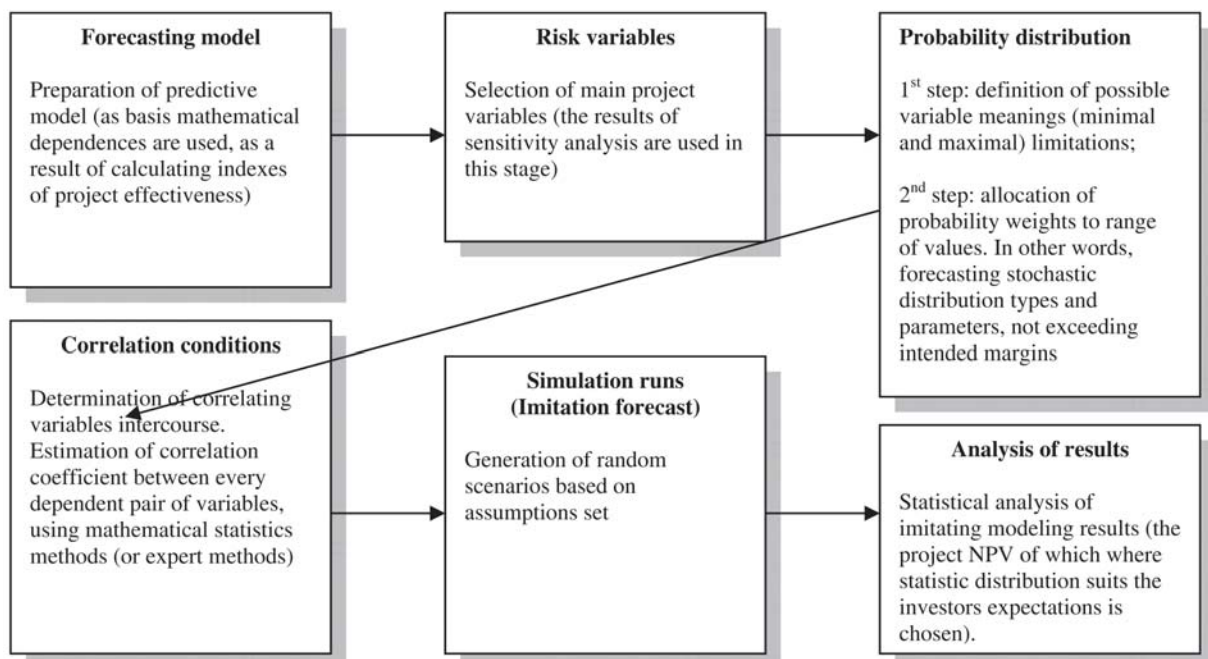 Forecasting model
Preparation of predictive
model (as basis mathematical
dependences are used, as a
result of calculating indexes
of project effectiveness)
Risk variables
Selection of main project
variables (the results of
sensitivity analysis are used in
this stage)
Probability distribution
1st step: definition of possible
variable meanings (minimal
and maximal) limitations;
2nd step: allocation of
probability weights to range
of values. In other words,
forecasting stochastic
distribution types and
parameters, not exceeding
intended margins
Correlation conditions
Determination of correlating
variables intercourse.
Estimation of correlation
coefficient between every
dependent pair of variables,
using mathematical statistics
methods (or expert methods)
Simulation runs
(Imitation forecast)
Generation of random
scenarios based on
assumptions set
Analysis of results
Statistical analysis of
imitating modeling results (the
project NPV of which where
statistic distribution suits the
investors expectations is
chosen).